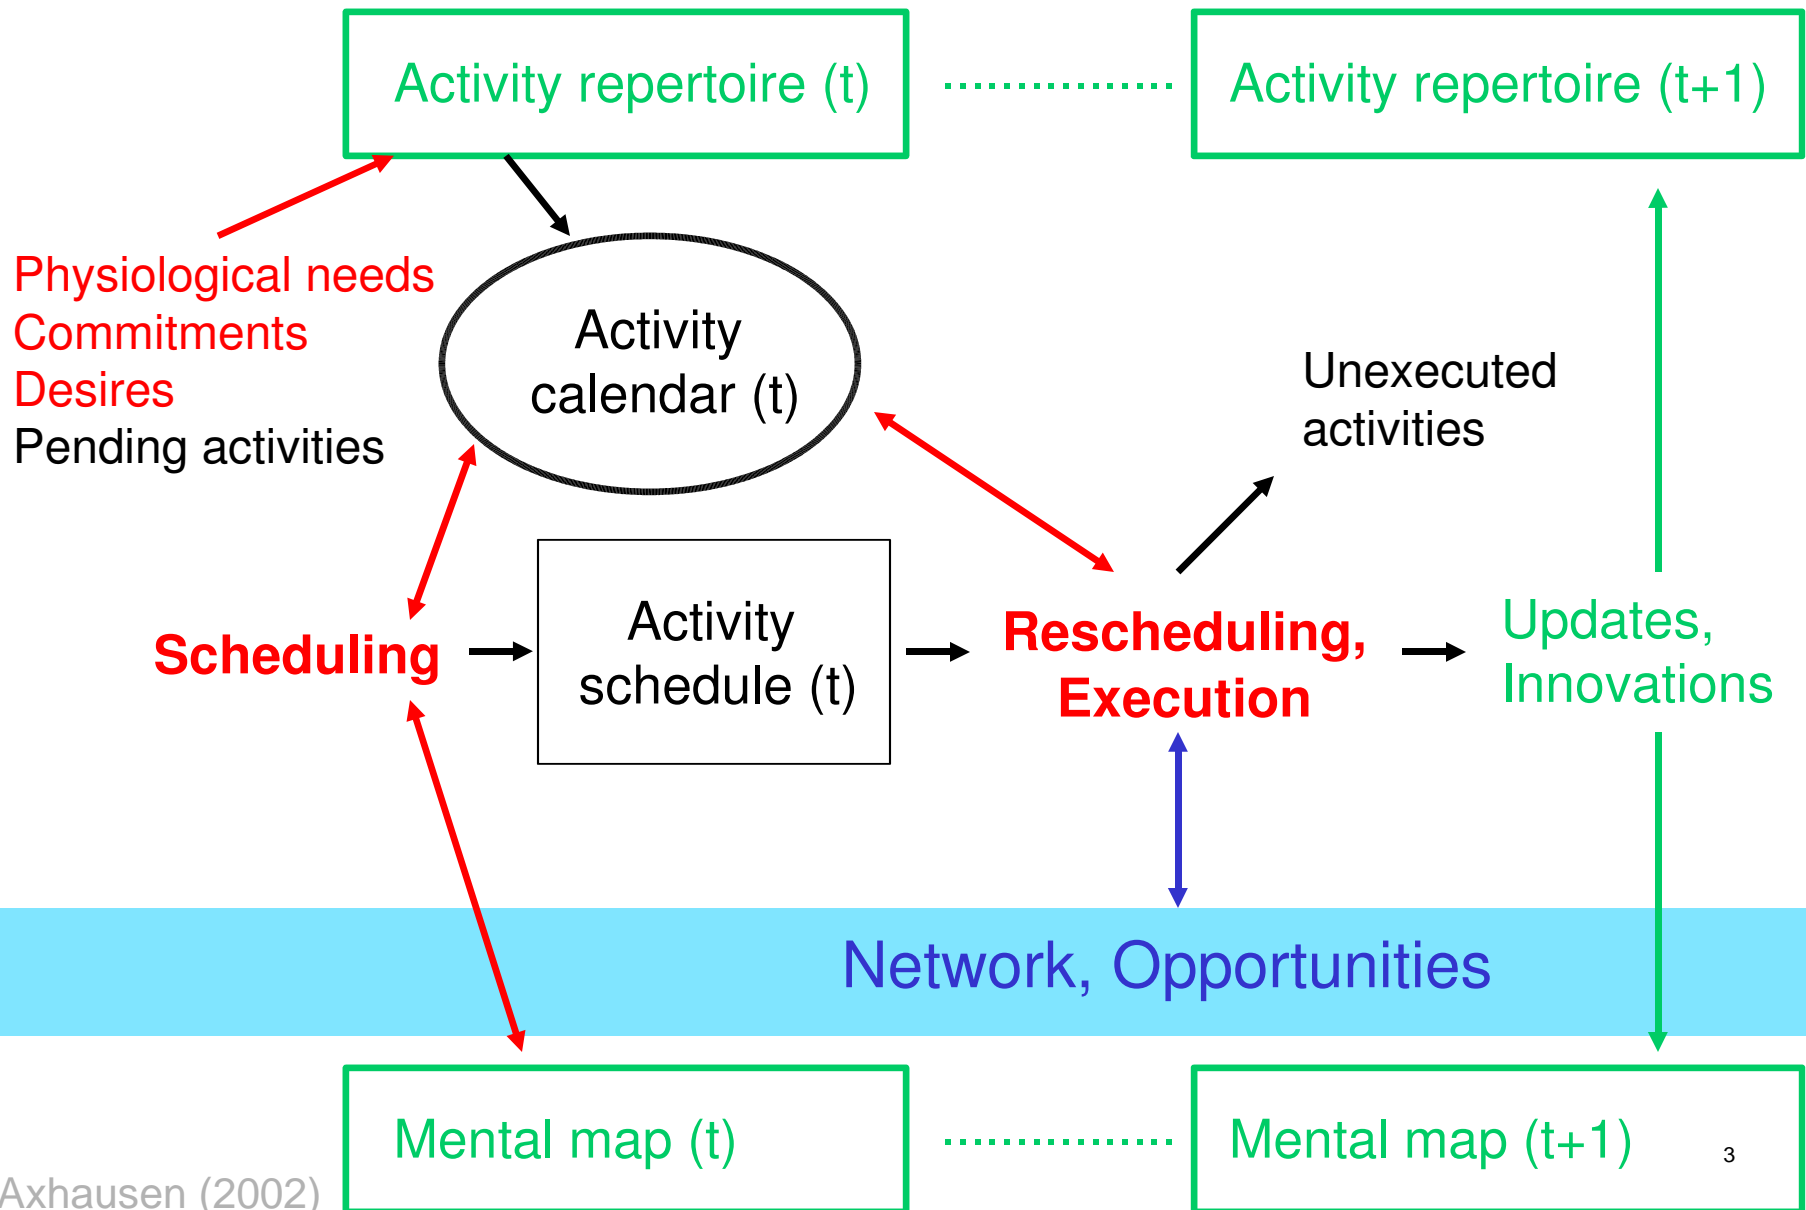 Activity repertoire (t)
Activity repertoire (t+1)
Physiological needs
Commitments
Desires
Pending activities
Activity
calendar (t)
Unexecuted
activities
Scheduling
Activity
schedule (t)
Rescheduling,
Execution
Updates,
Innovations
Network, Opportunities
Mental map (t)
Mental map (t+1)
3
Axhausen (2002)